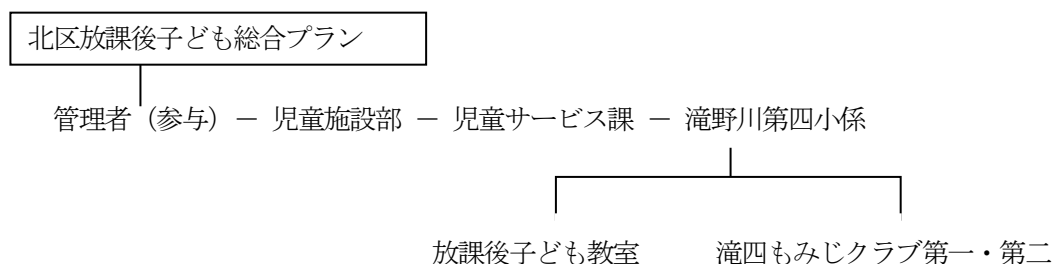 北区放課後子ども総合プラン
管理者（参与）－ 児童施設部 － 児童サービス課 － 滝野川第四小係
放課後子ども教室　　滝四もみじクラブ第一・第二